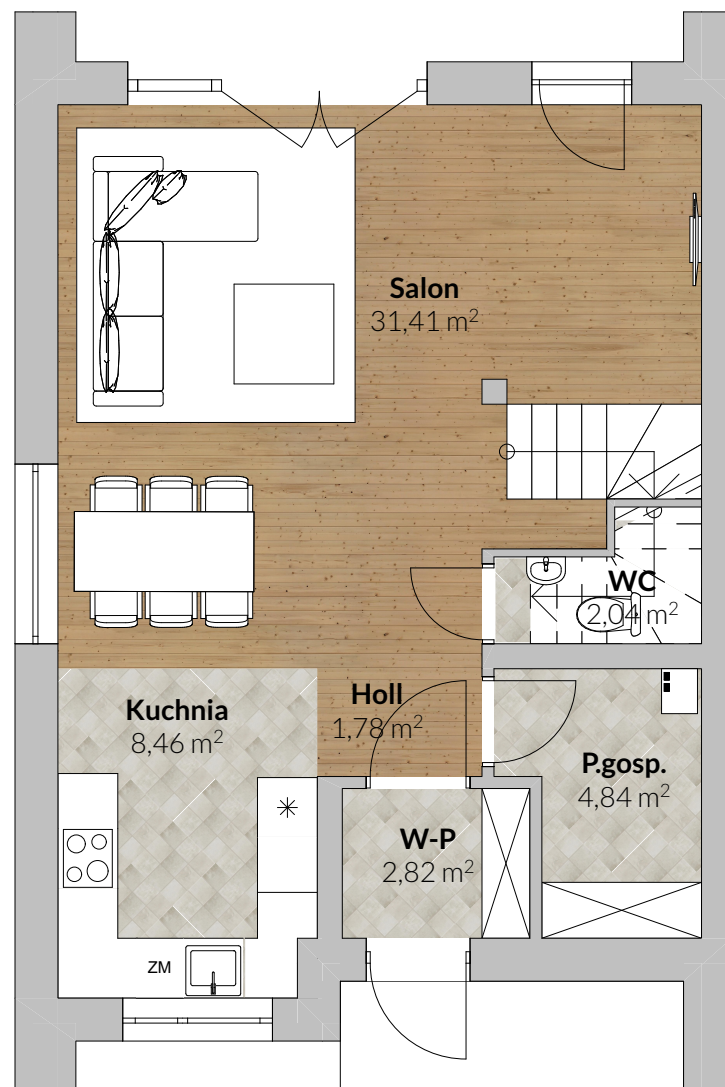 Salon
31,41 m²
WC
2,04 m²
Kuchnia
8,46 m²
Holl
1,78 m²
P.gosp.
4,84 m²
W-P
2,82 m²
ZM